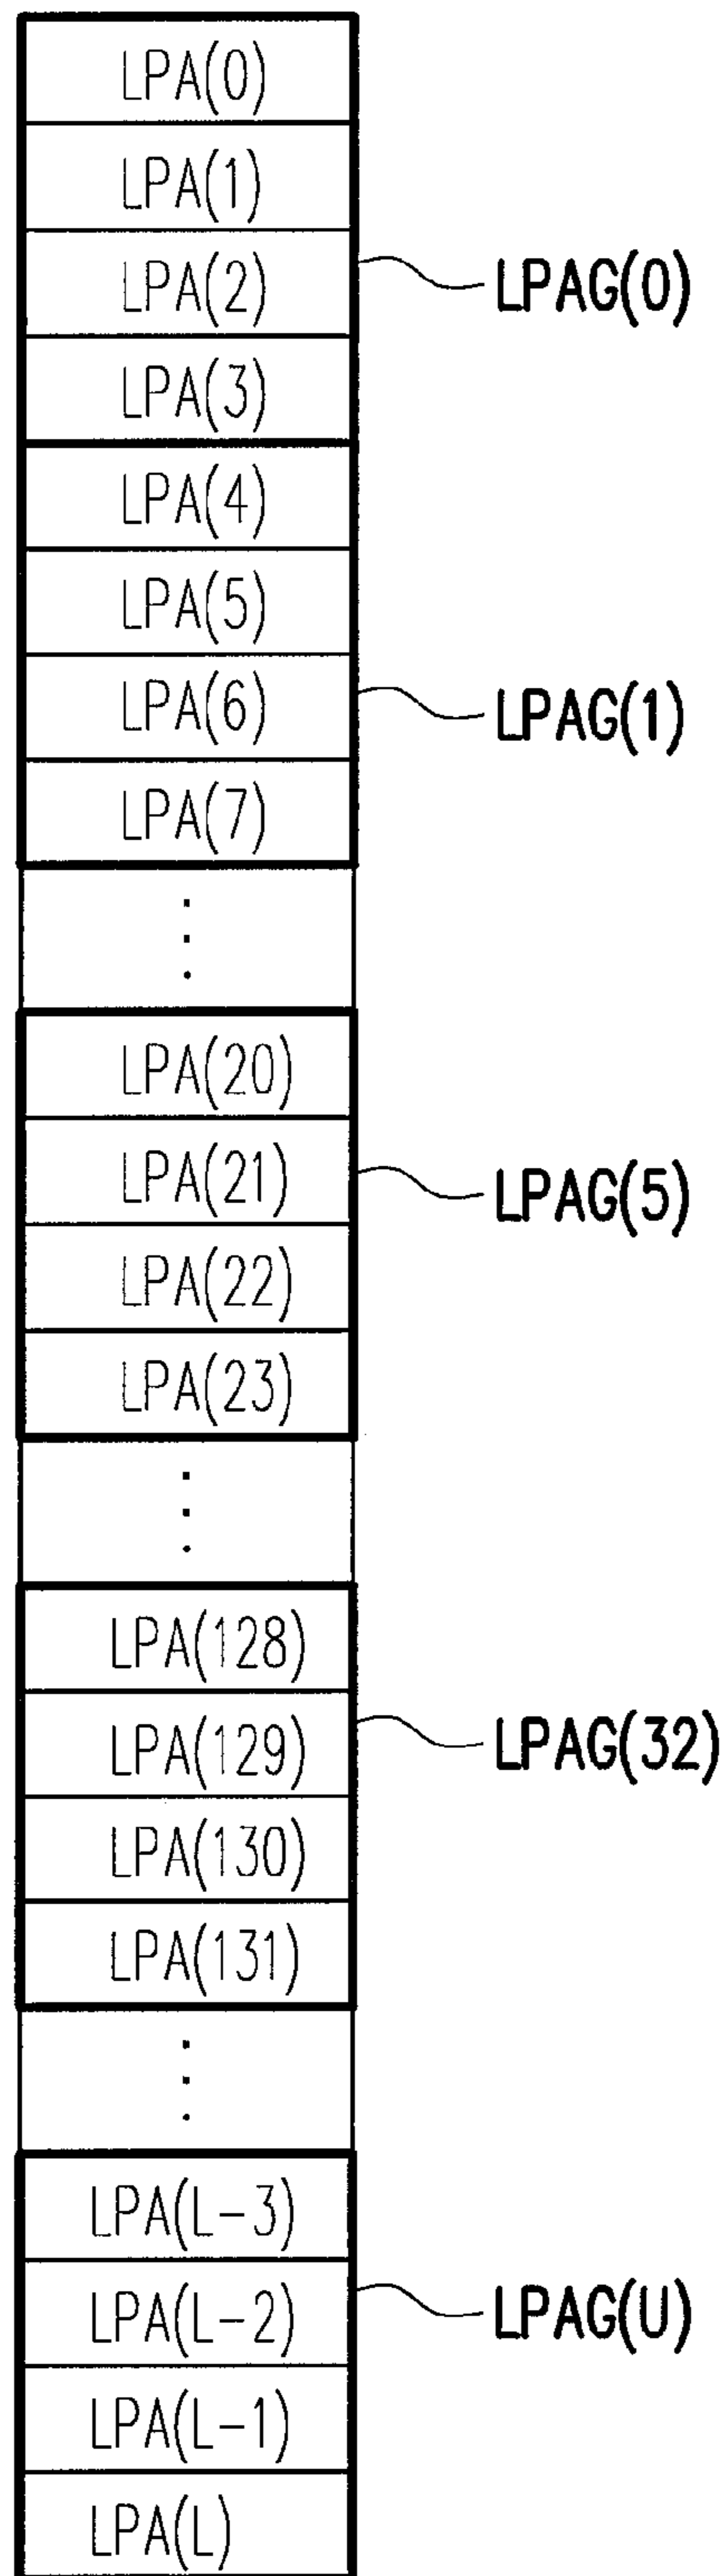 LPA(0)
LPA(1)
LPA(2)
LPAG(0)
LPA(3)
LPA(4)
LPA(5)
LPA(6)
LPAG(1)
LPA(7)
LPA(20)
LPA(21)
LPAG(5)
LPA(22)
LPA(23)
LPA(128)
LPA(129)
LPAG(32)
LPA(130)
LPA(131)
LPA(L-3)
LPA(L-2)
LPAG(U)
LPA(L-1)
LPA(L)